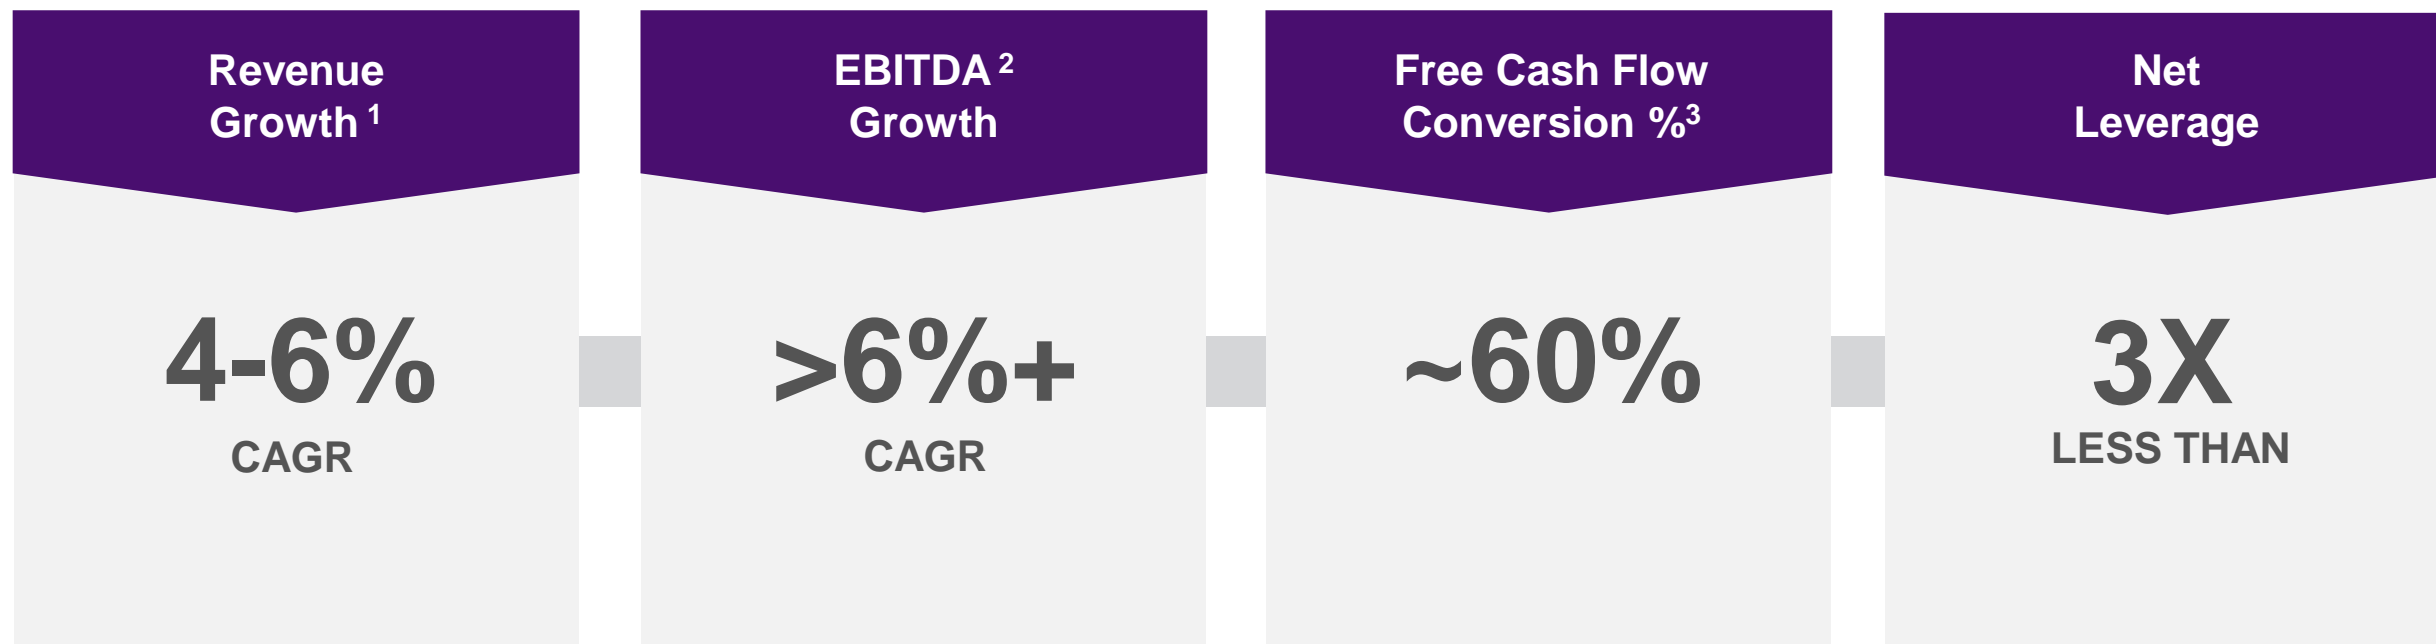 Revenue
Growth 1
EBITDA 2
Growth
Free Cash Flow
Conversion %3
Net
Leverage
4-6%
CAGR
>6%+
CAGR
~60%
3X
LESS THAN